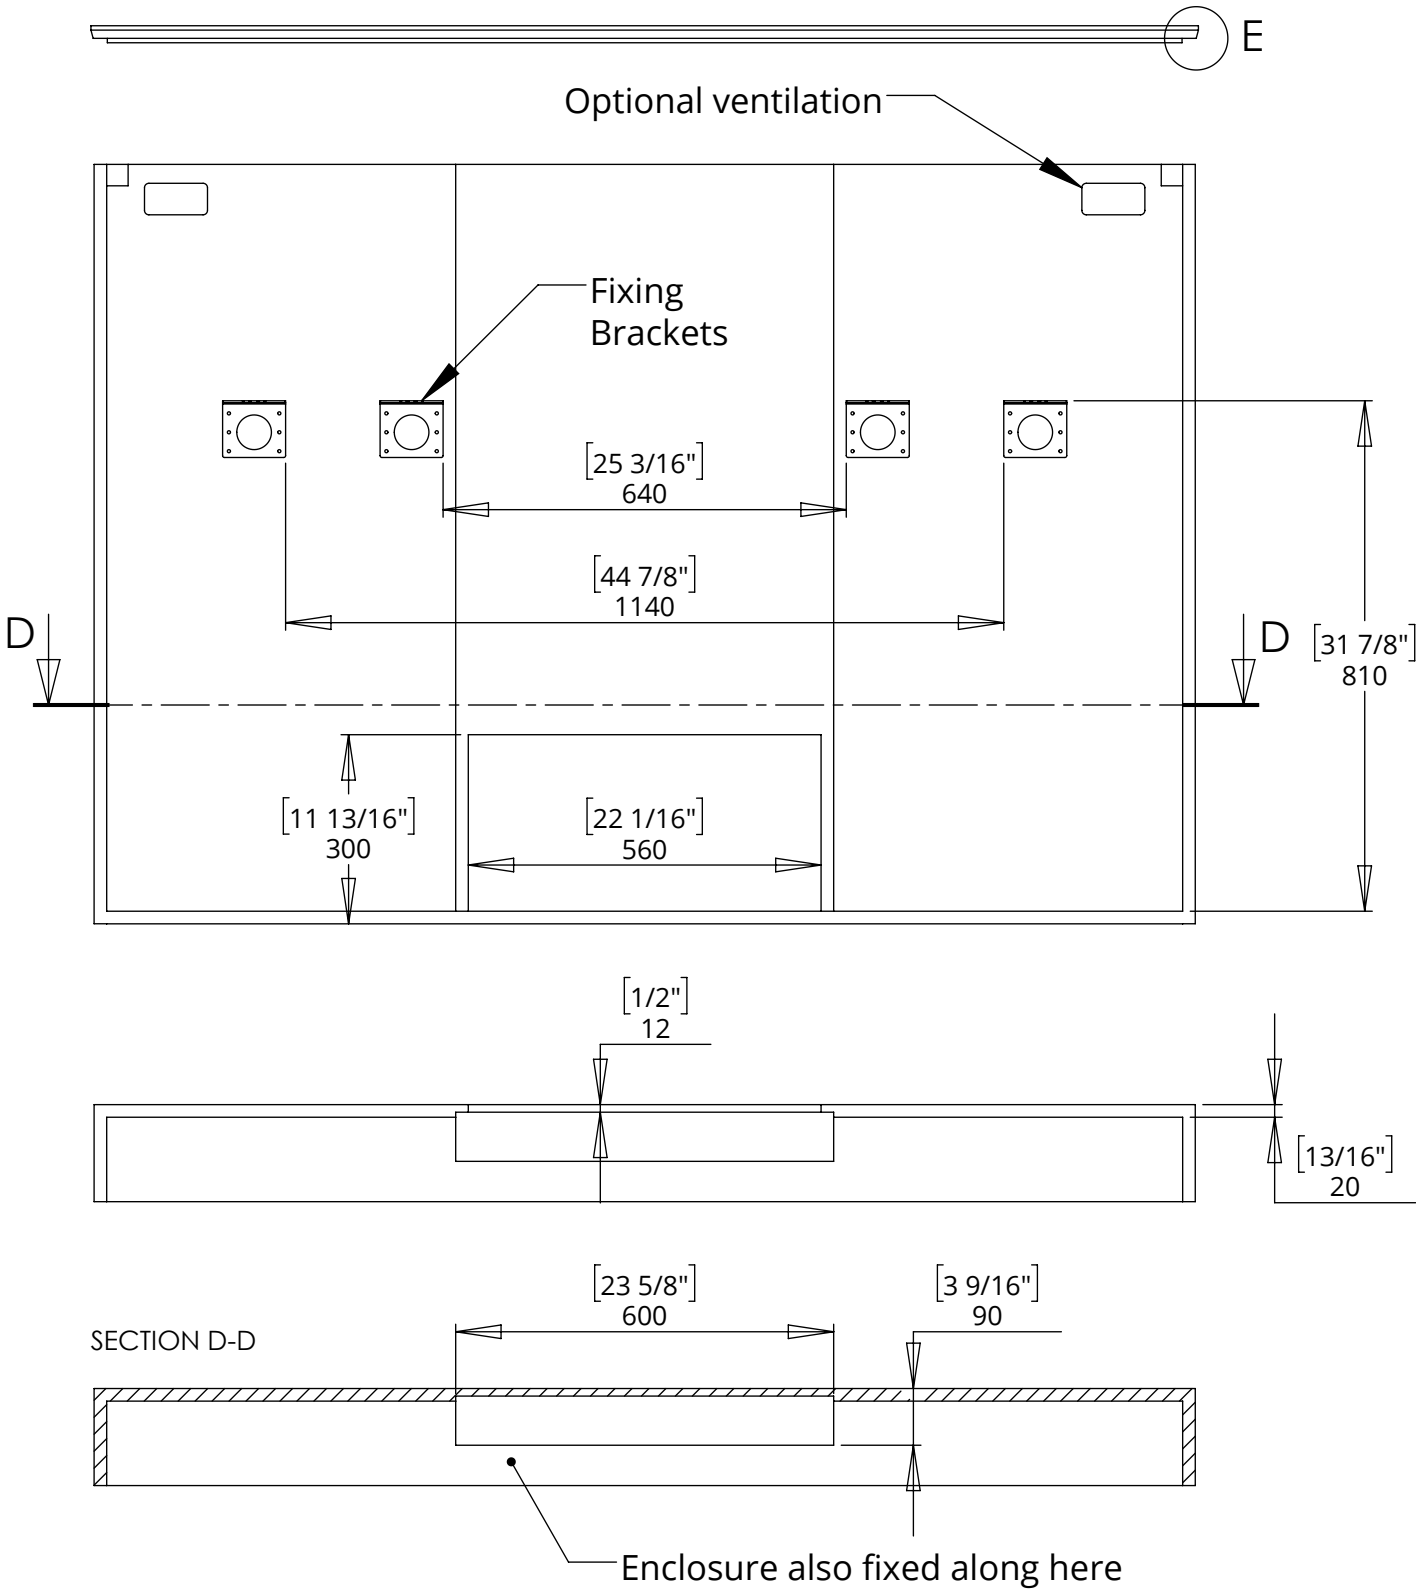 E
Optional ventilation
Fixing
Brackets
[25 3/16"]
640
[44 7/8"]
1140
D
D
[31 7/8"]
810
[11 13/16"]
300
[22 1/16"]
560
[1/2"]
12
[13/16"]
20
[23 5/8"]
600
[3 9/16"]
90
SECTION D-D
Enclosure also fixed along here